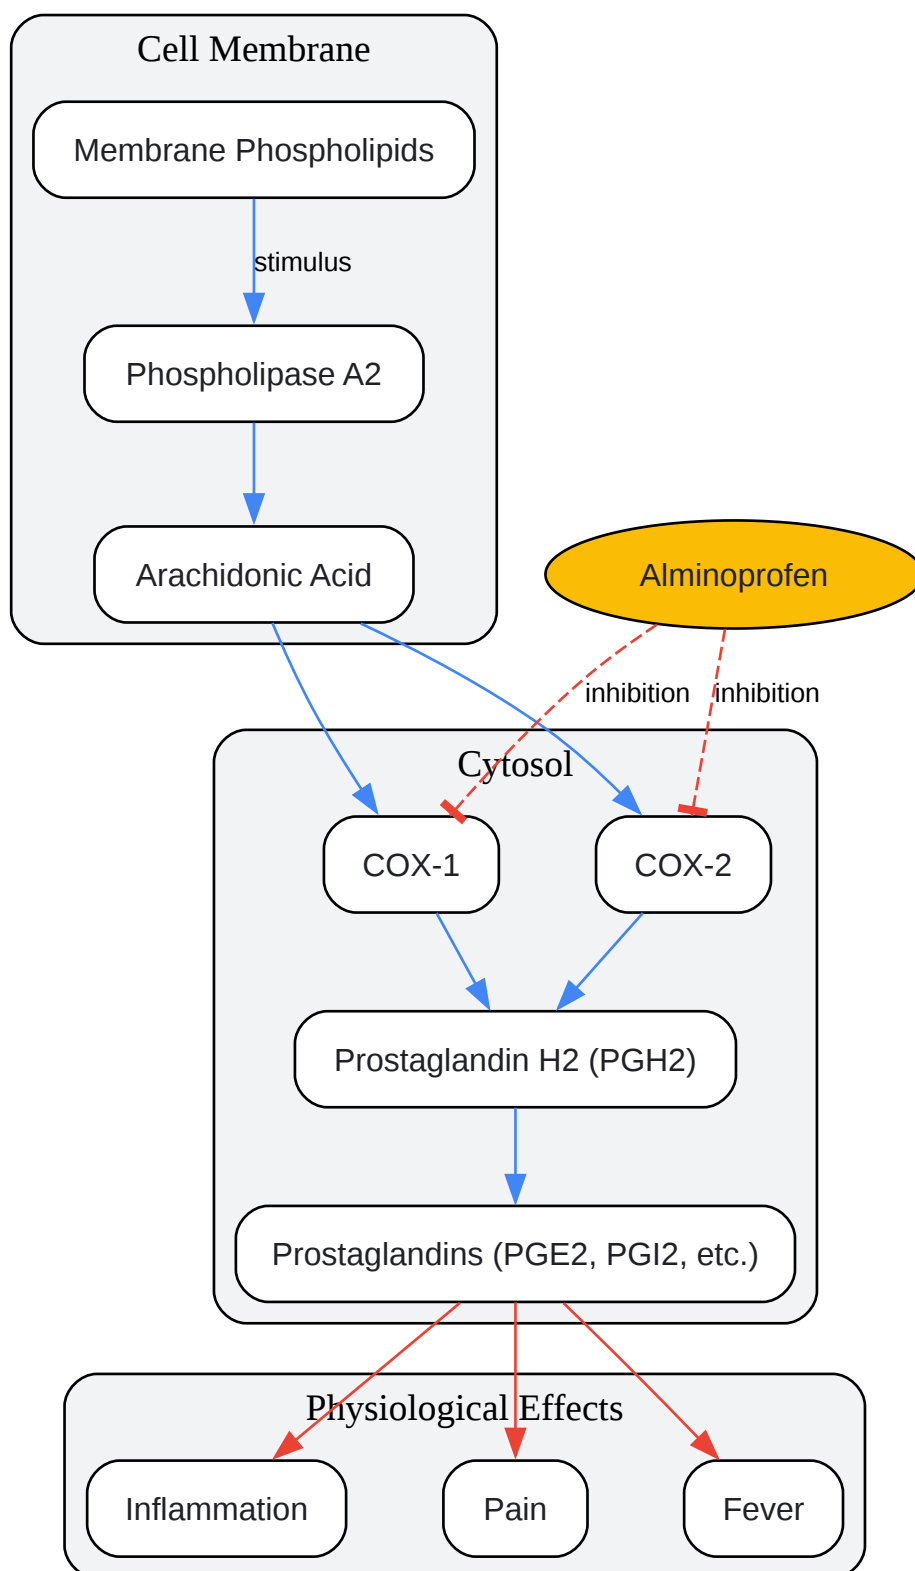 Cell Membrane
Membrane Phospholipids
stimulus
Phospholipase A2
Arachidonic Acid
Alminoprofen
inhibition
inhibition
Cytosol
COX-1
COX-2
Prostaglandin H2 (PGH2)
Prostaglandins (PGE2, PGI2, etc.)
Physiological Effects
Inflammation
Pain
Fever